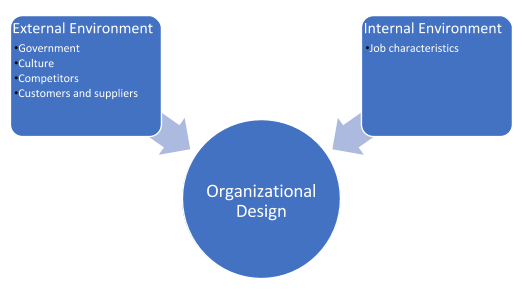 External Environment
•Government
•Culture
•Competitors
•Customers and suppliers
Internal Environment
•Job characteristics
Organizational
Design